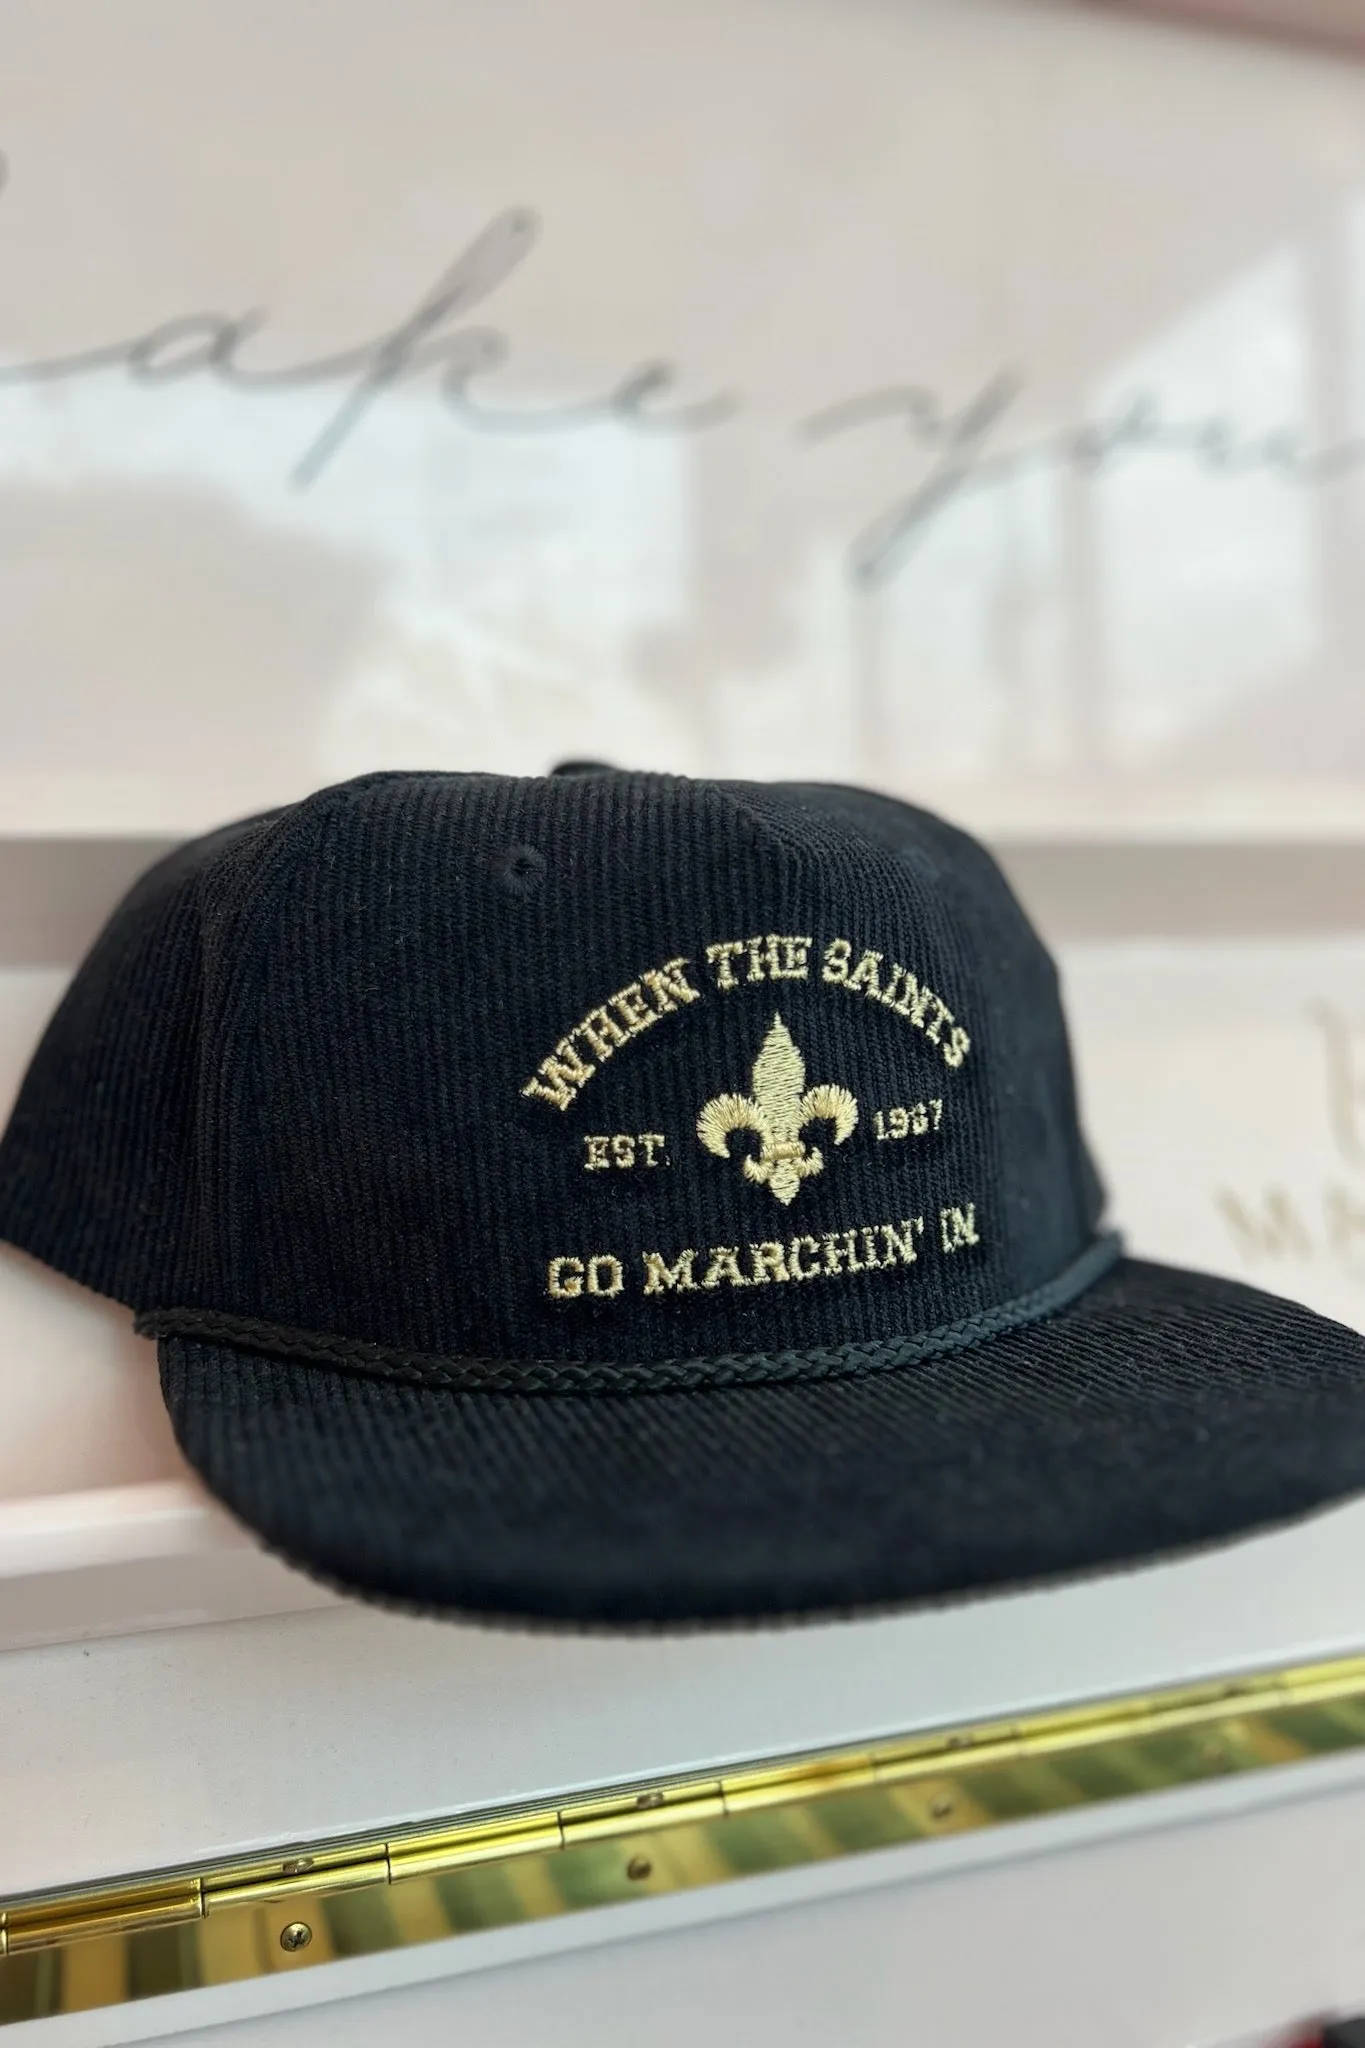 WHEN THE SAINTS
EST. 1967
GO MARCHIN' IN